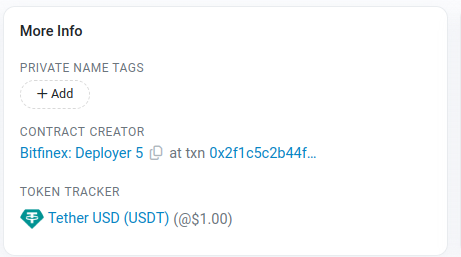 More Info
PRIVATE NAME TAGS
+ Add
CONTRACT CREATOR
Bitfinex: Deployer 5 at txn 0x2f1c5c2b44f...
TOKEN TRACKER
Tether USD (USDT) (@$1.00)